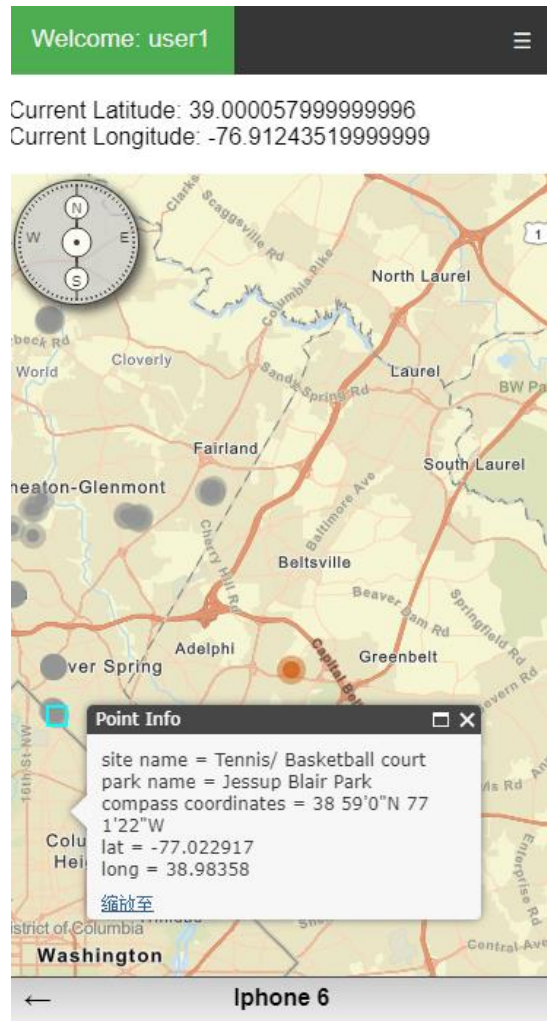 Welcome: user1
☰
Current Latitude: 39.000057999999996
Current Longitude: -76.91243519999999
N
W
E
S
Clarks
Scaggsville Rd
Columbia Pike
1
North Laurel
beck Rd
World
Cloverly
Sandy Spring Rd
Laurel
BW Pa
Fairland
South Laurel
heaton-Glenmont
Baltimore Ave
Cherry Hill Rd
Beltsville
Beaver Dam Rd
Springfield Rd
Adelphi
Capital Bel
Greenbelt
ver Spring
evern Rd
16th St NW
Point Info
site name = Tennis/ Basketball court
park name = Jessup Blair Park
compass coordinates = 38 59'0"N 77
1'22"W
lat = -77.022917
long = 38.98358
缩放至
Colu
Hei
Enterprise Rd
istrict of Columbia
Central Ave
Washington
← Iphone 6